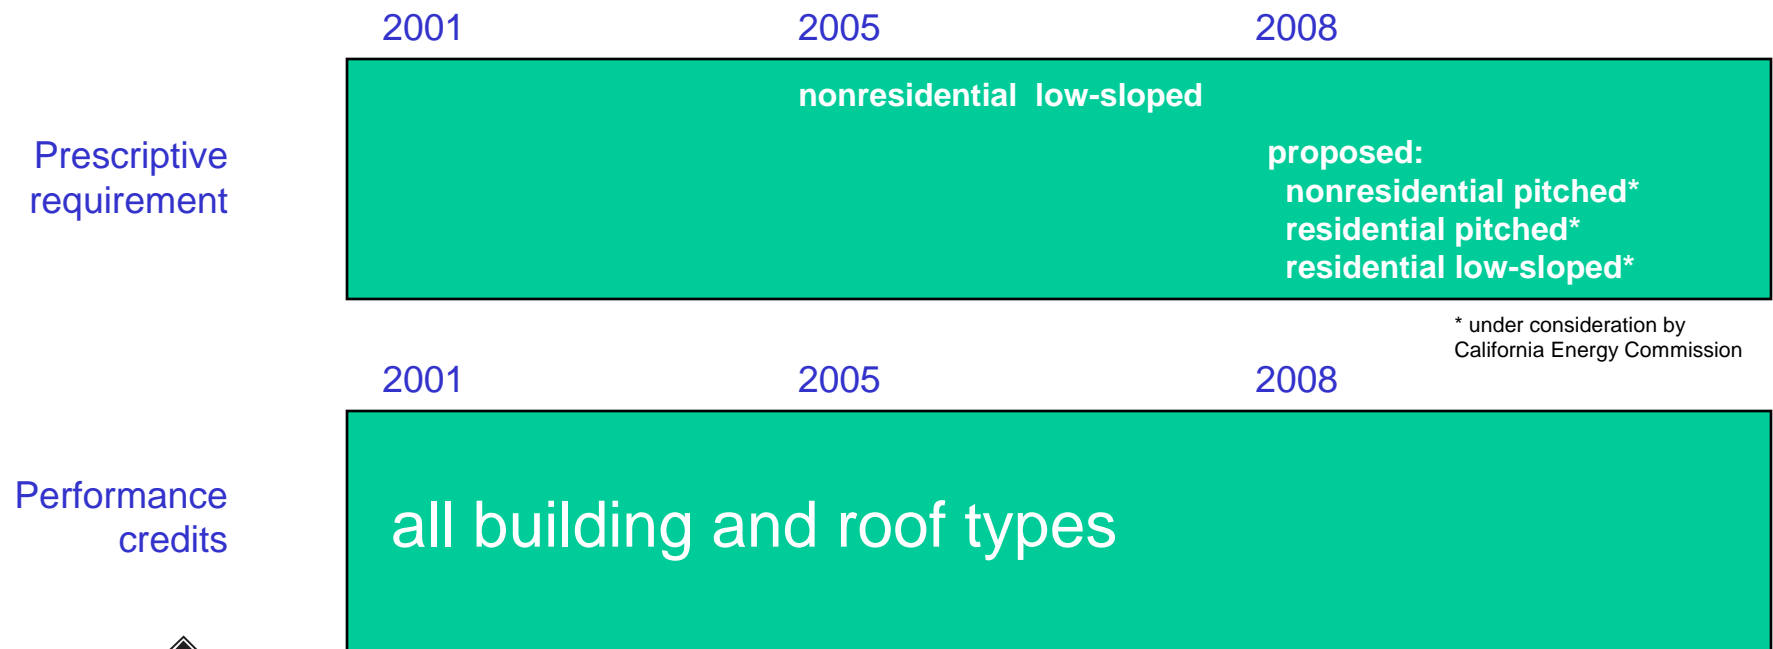 2001 2005 2008
nonresidential low-sloped
Prescriptive
requirement
proposed:
nonresidential pitched*
residential pitched*
residential low-sloped*
* under consideration by
California Energy Commission
2001 2005 2008
Performance
credits
all building and roof types